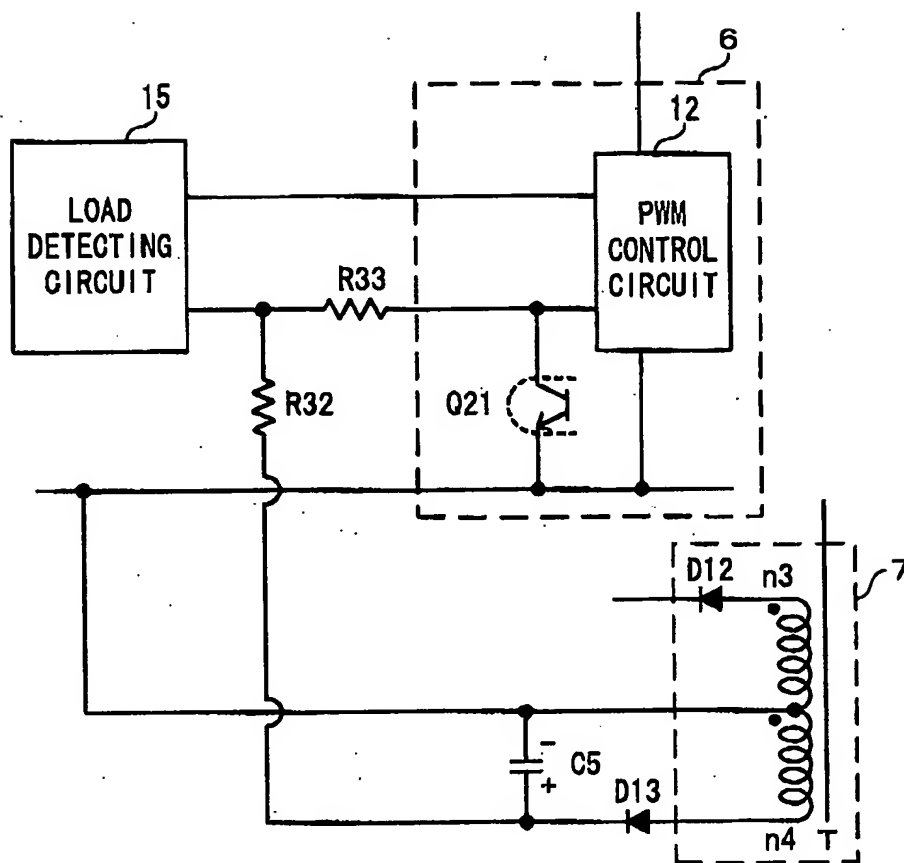 6
15
12
LOAD
DETECTING
CIRCUIT
PWM
CONTROL
CIRCUIT
R33
R32
Q21
7
D12
n3
-
C5
+
D13
n4
T